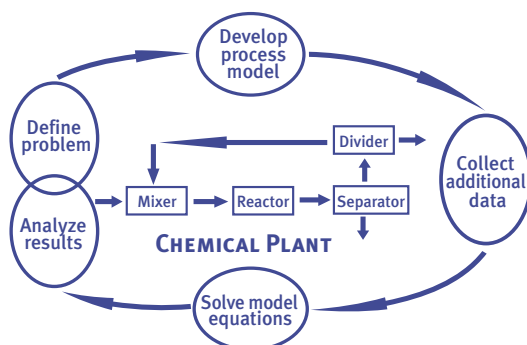 Develop
process
model
Define
problem
Divider
Collect
additional
data
Mixer
Reactor
Separator
Analyze
results
CHEMICAL PLANT
Solve model
equations